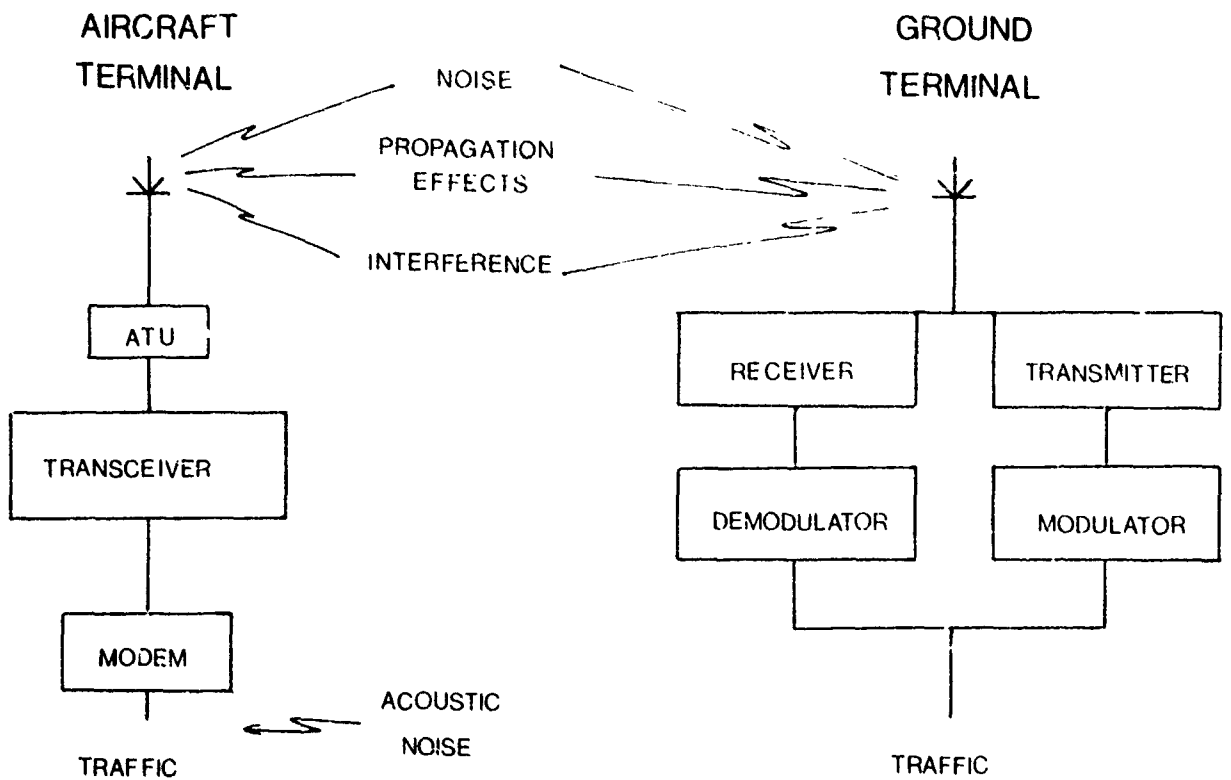 AIRCRAFT
TERMINAL
GROUND
TERMINAL
NOISE
PROPAGATION
EFFECTS
INTERFERENCE
ATU
TRANSCEIVER
MODEM
TRAFFIC
ACOUSTIC
NOISE
RECEIVER
TRANSMITTER
DEMODULATOR
MODULATOR
TRAFFIC